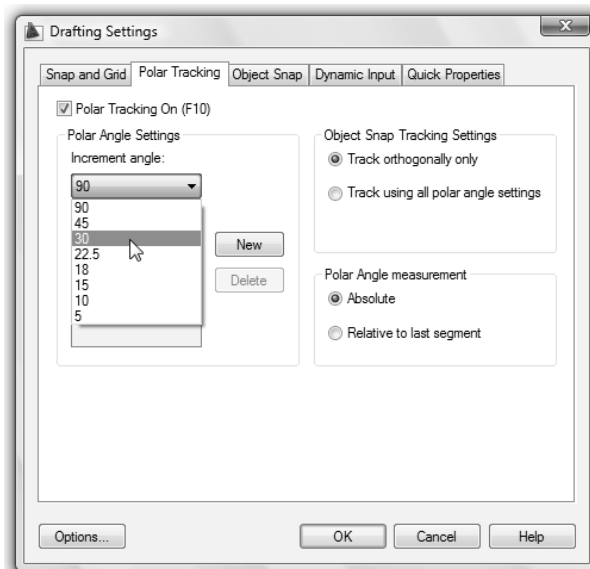 Drafting Settings
X
Snap and Grid Polar Tracking Object Snap Dynamic Input Quick Properties
Polar Tracking On (F10)
Polar Angle Settings
Increment angle:
90
90
45
30
22.5
18
15
10
5
New
Delete
Object Snap Tracking Settings
Track orthogonally only
Track using all polar angle settings
Polar Angle measurement
Absolute
Relative to last segment
Options...
OK
Cancel
Help